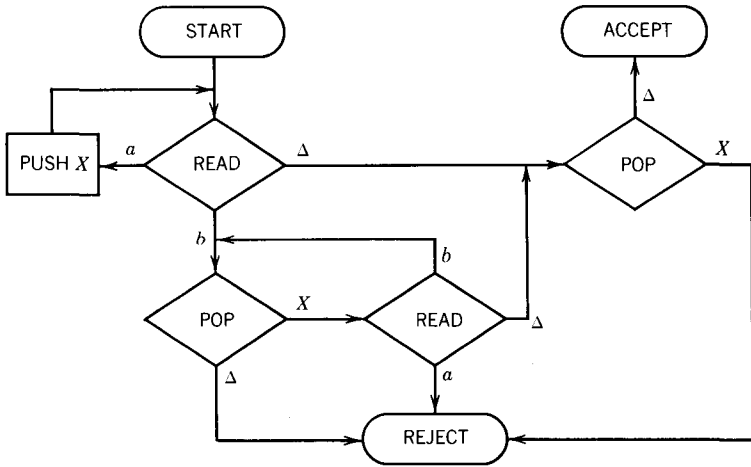 START
ACCEPT
Δ
PUSH X
a
READ
Δ
POP
X
b
b
POP
X
READ
Δ
Δ
a
REJECT